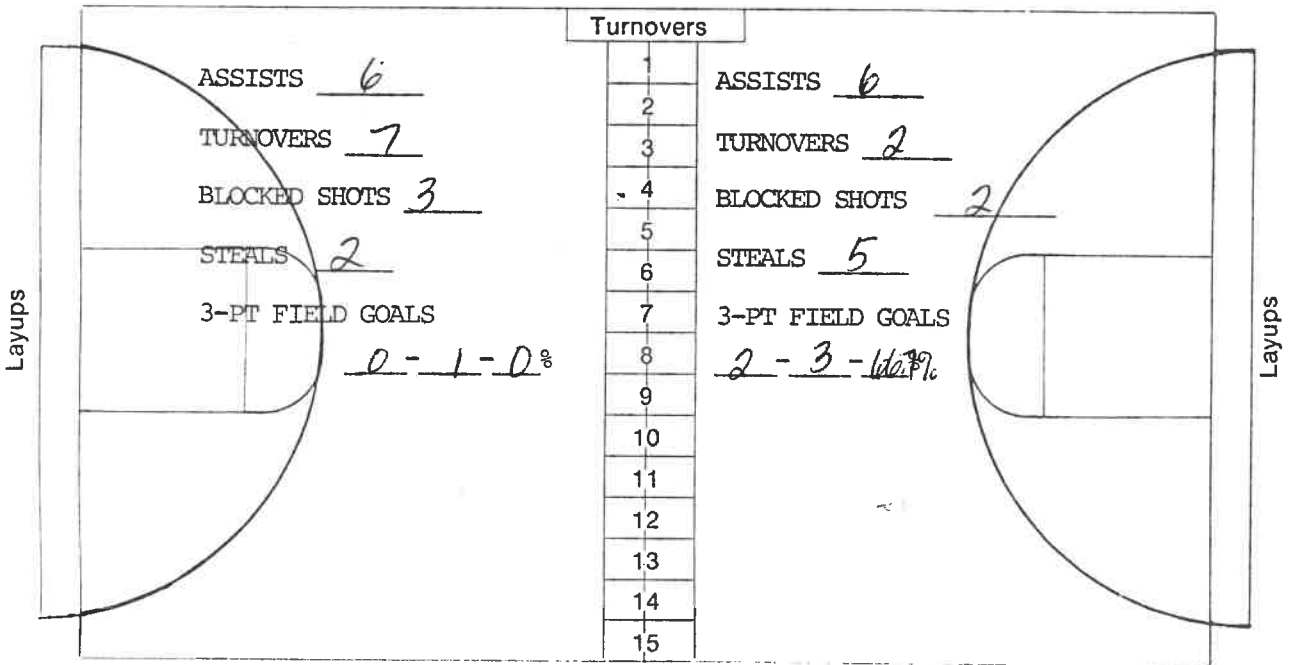 Turnovers
ASSISTS 6
TURNOVERS 7
BLOCKED SHOTS 3
STEALS 2
3-PT FIELD GOALS
0 - 1 - 0%
1
2
3
4
5
6
7
8
9
10
11
12
13
14
15
ASSISTS 6
TURNOVERS 2
BLOCKED SHOTS 2
STEALS 5
3-PT FIELD GOALS
2 - 3 - 66.7%
Layups
Layups